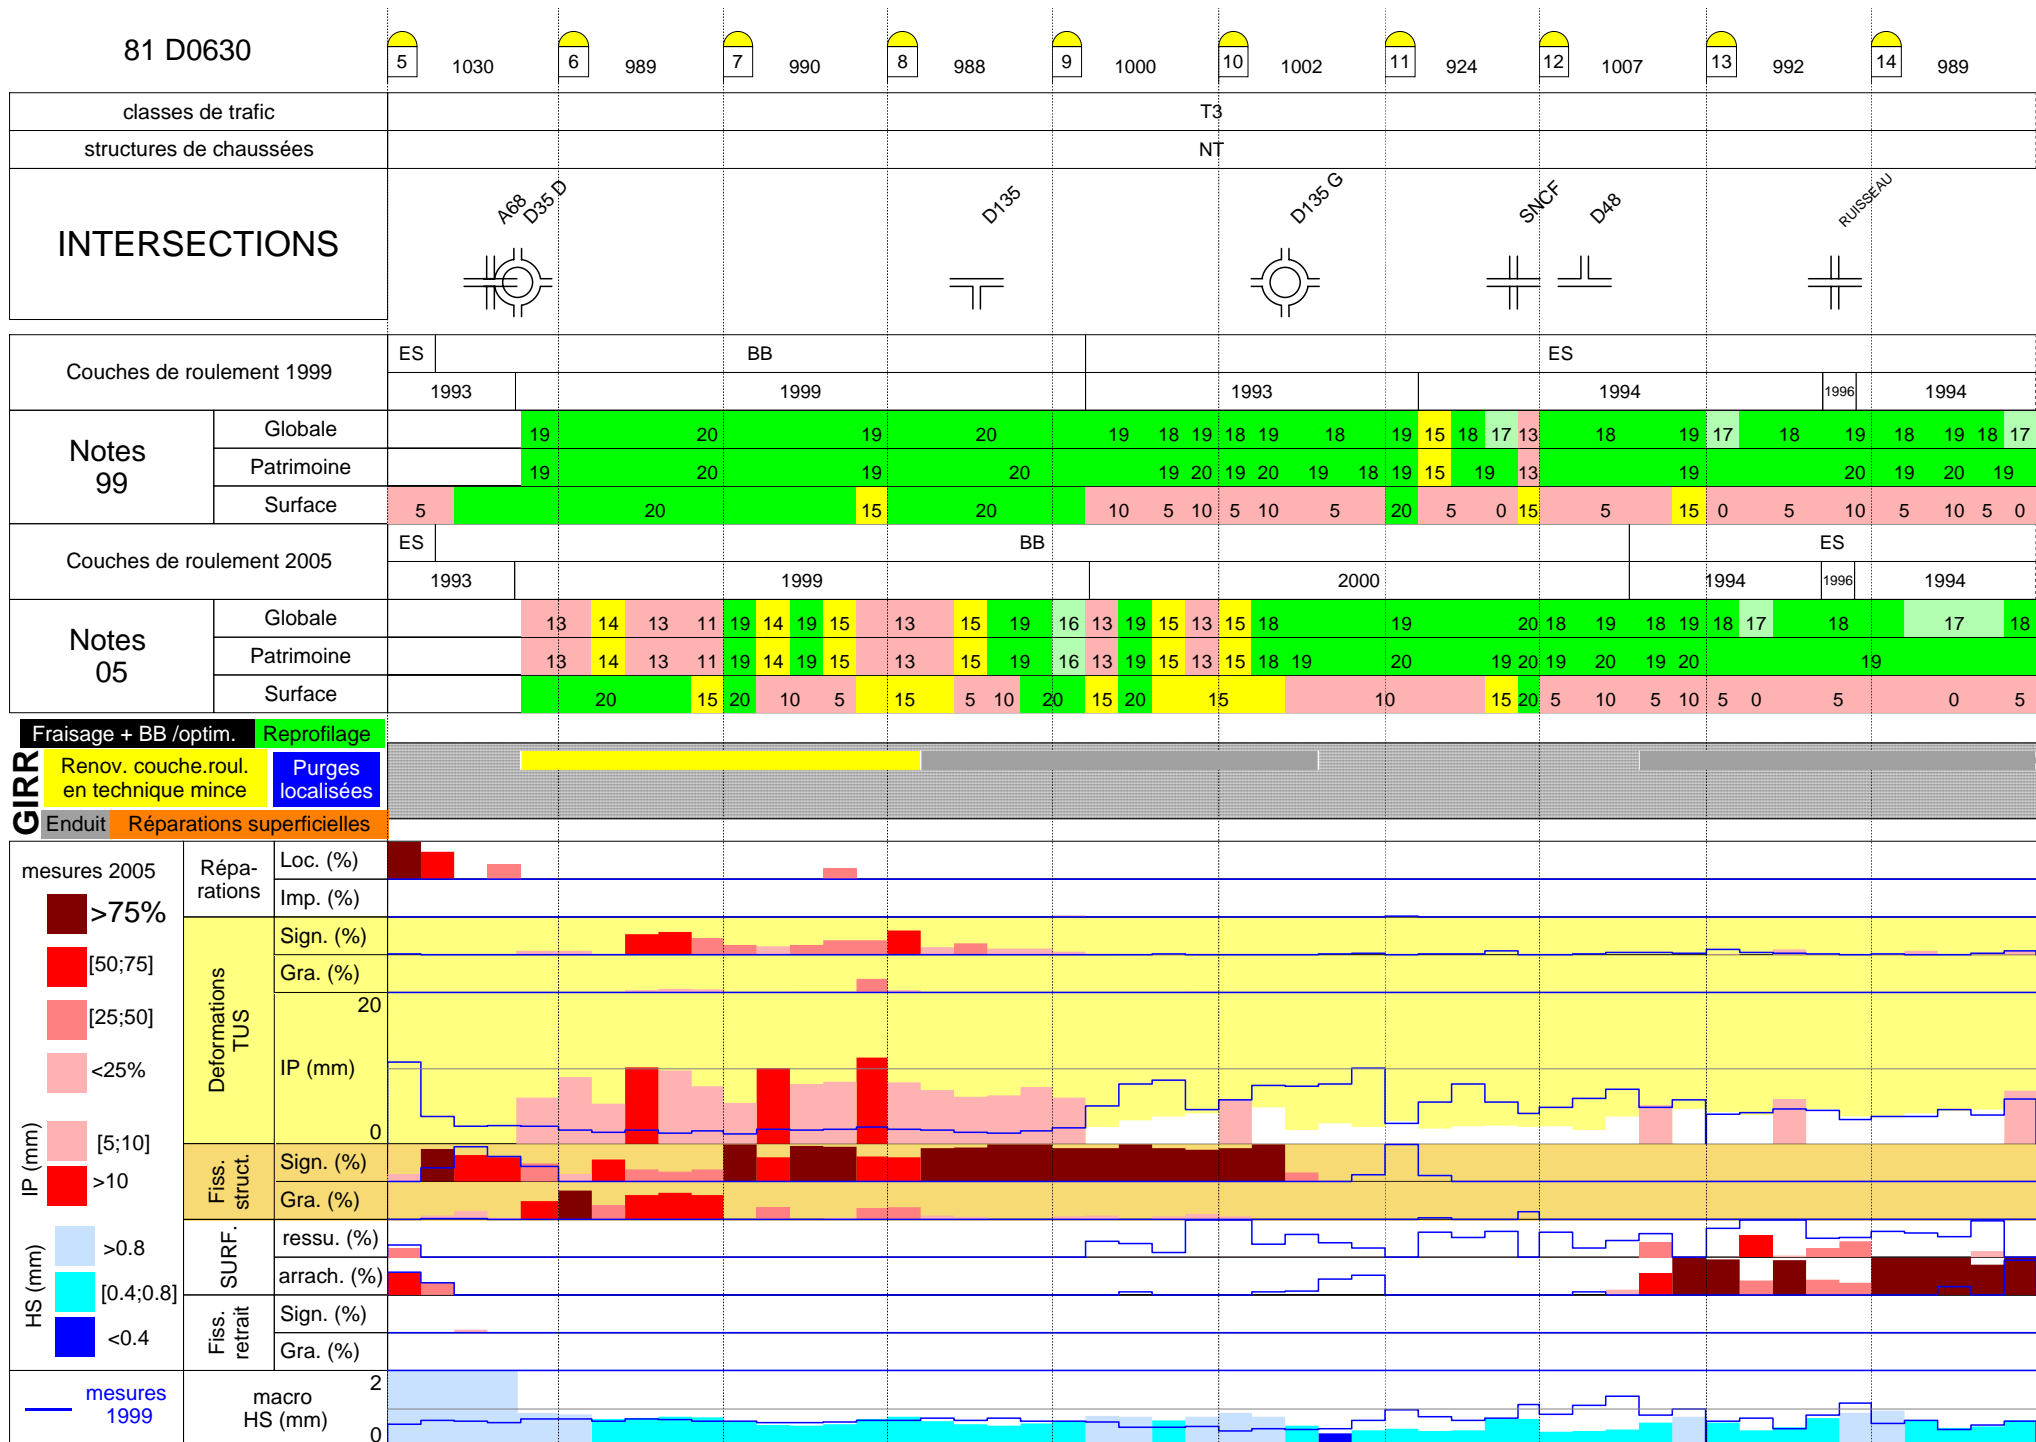 81 D0630
5 1030 6 989 7 990 8 988 9 1000 10 1002 11 924 12 1007 13 992 14 989
classes de trafic T3
structures de chaussées NT
INTERSECTIONS
A68 D35 D D135 D135 G SNCF D48 RUISSEAU
Couches de roulement 1999
ES BB ES
1993 1999 1993 1994 1996 1994
Notes 99
Globale 19 20 19 20 19 18 19 18 19 18 19 15 18 17 13 18 19 17 18 19 18 19 18 17
Patrimoine 19 20 19 20 19 20 19 20 19 18 19 15 19 13 19 20 19 20 19
Surface 5 20 15 20 10 5 10 5 10 5 20 5 0 15 5 15 0 5 10 5 10 5 0
Couches de roulement 2005
ES BB ES
1993 1999 2000 1994 1996 1994
Notes 05
Globale 13 14 13 11 19 14 19 15 13 15 19 16 13 19 15 13 15 18 19 20 18 19 18 19 18 17 18 17 18
Patrimoine 13 14 13 11 19 14 19 15 13 15 19 16 13 19 15 13 15 18 19 20 19 20 19 20 19 20 19
Surface 20 15 20 10 5 15 5 10 20 15 20 15 10 15 20 5 10 5 10 5 0 5 0 5
GIRR
Fraisage + BB /optim. Reprofilage
Renov. couche.roul.
en technique mince
Purges
localisées
Enduit Réparations superficielles
mesures 2005
>75%
[50;75]
[25;50]
<25%
IP (mm)
[5;10]
>10
HS (mm)
>0.8
[0.4;0.8]
<0.4
mesures
1999
Répa-
rations
Loc. (%)
Imp. (%)
Deformations
TUS
Sign. (%)
Gra. (%)
20
IP (mm)
0
Fiss.
struct.
Sign. (%)
Gra. (%)
SURF.
ressu. (%)
arrach. (%)
Fiss.
retrait
Sign. (%)
Gra. (%)
macro
HS (mm)
2
0